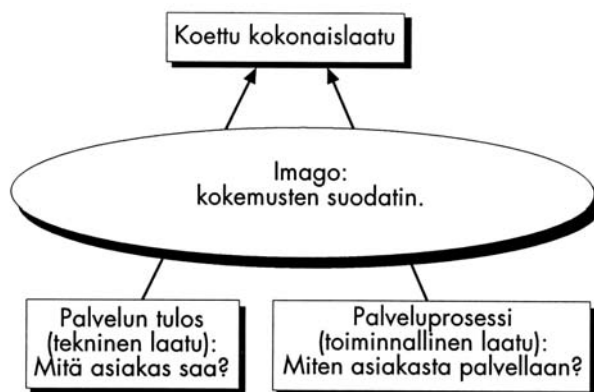 Koettu kokonaislaatu
Imago:
kokemusten suodatin.
Palvelun tulos
(tekninen laatu):
Mitä asiakas saa?
Palveluprosessi
(toiminnallinen laatu):
Miten asiakasta palvellaan?